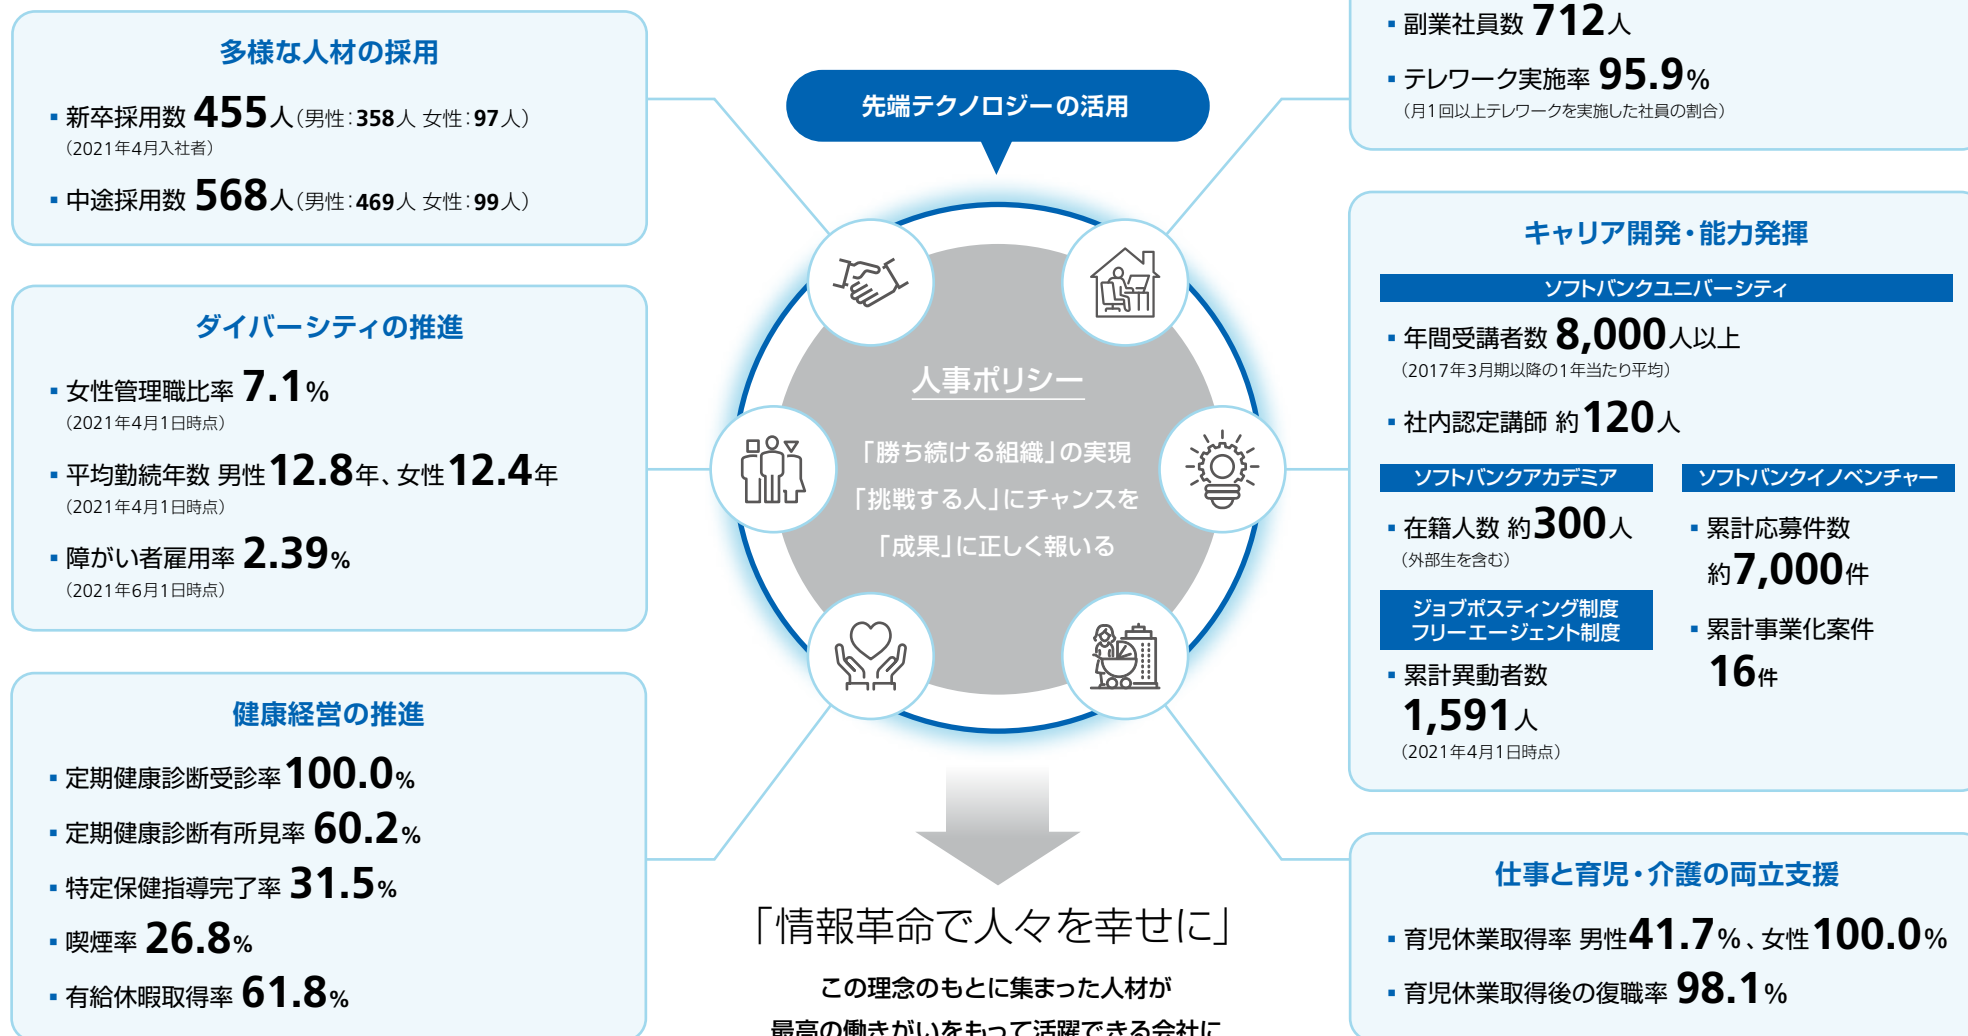 多様な人材の採用
▪ 新卒採用数 455人(男性:358人 女性:97人)
(2021年4月入社者)
▪ 中途採用数 568人(男性:469人 女性:99人)
ダイバーシティの推進
▪ 女性管理職比率 7.1%
(2021年4月1日時点)
▪ 平均勤続年数 男性12.8年、女性12.4年
(2021年4月1日時点)
▪ 障がい者雇用率 2.39%
(2021年6月1日時点)
健康経営の推進
▪ 定期健康診断受診率100.0%
▪ 定期健康診断有所見率 60.2%
▪ 特定保健指導完了率 31.5%
▪ 喫煙率 26.8%
▪ 有給休暇取得率 61.8%
先端テクノロジーの活用
人事ポリシー
「勝ち続ける組織」の実現
「挑戦する人」にチャンスを
「成果」に正しく報いる
「情報革命で人々を幸せに」
この理念のもとに集まった人材が
最高の働きがいをもって活躍できる会社に
▪ 副業社員数 712人
▪ テレワーク実施率 95.9%
(月1回以上テレワークを実施した社員の割合)
キャリア開発・能力発揮
ソフトバンクユニバーシティ
▪ 年間受講者数 8,000人以上
(2017年3月期以降の1年当たり平均)
▪ 社内認定講師 約120人
ソフトバンクアカデミア
▪ 在籍人数 約300人
(外部生を含む)
ジョブポスティング制度
フリーエージェント制度
▪ 累計異動者数
1,591人
(2021年4月1日時点)
ソフトバンクイノベンチャー
▪ 累計応募件数
約7,000件
▪ 累計事業化案件
16件
仕事と育児・介護の両立支援
▪ 育児休業取得率 男性41.7%、女性100.0%
▪ 育児休業取得後の復職率 98.1%